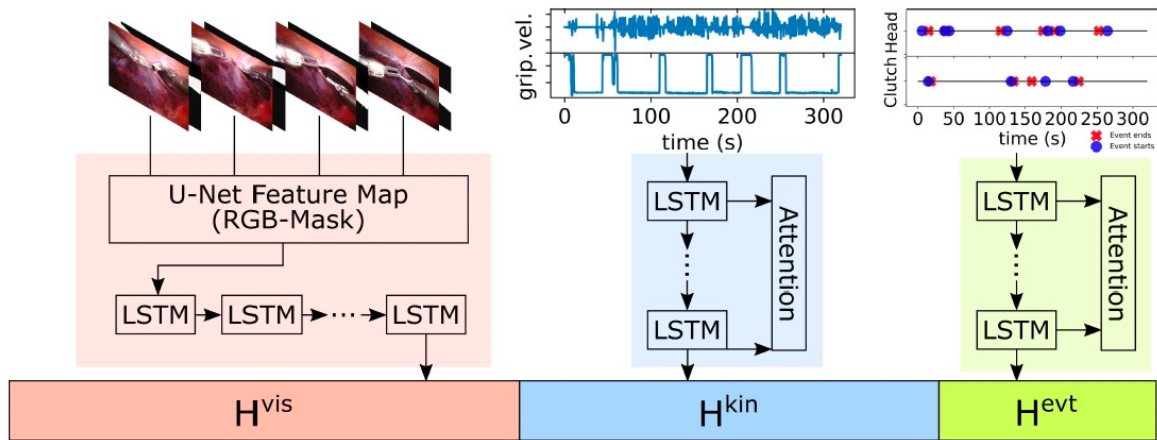 grip. vel.
0 100 200 300
time (s)
Clutch Head
0 50 100 150 200 250 300
time (s)
Event ends
Event starts
U-Net Feature Map
(RGB-Mask)
LSTM LSTM ... LSTM
LSTM
...
LSTM
Attention
LSTM
...
LSTM
Attention
H^vis H^kin H^evt